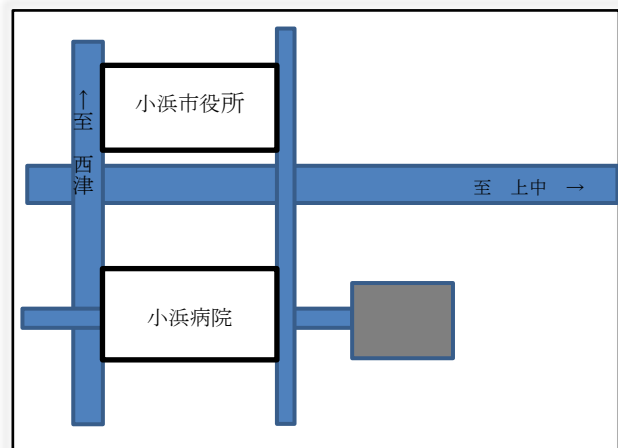 小浜市役所
←至　西津
至　上中　→
小浜病院